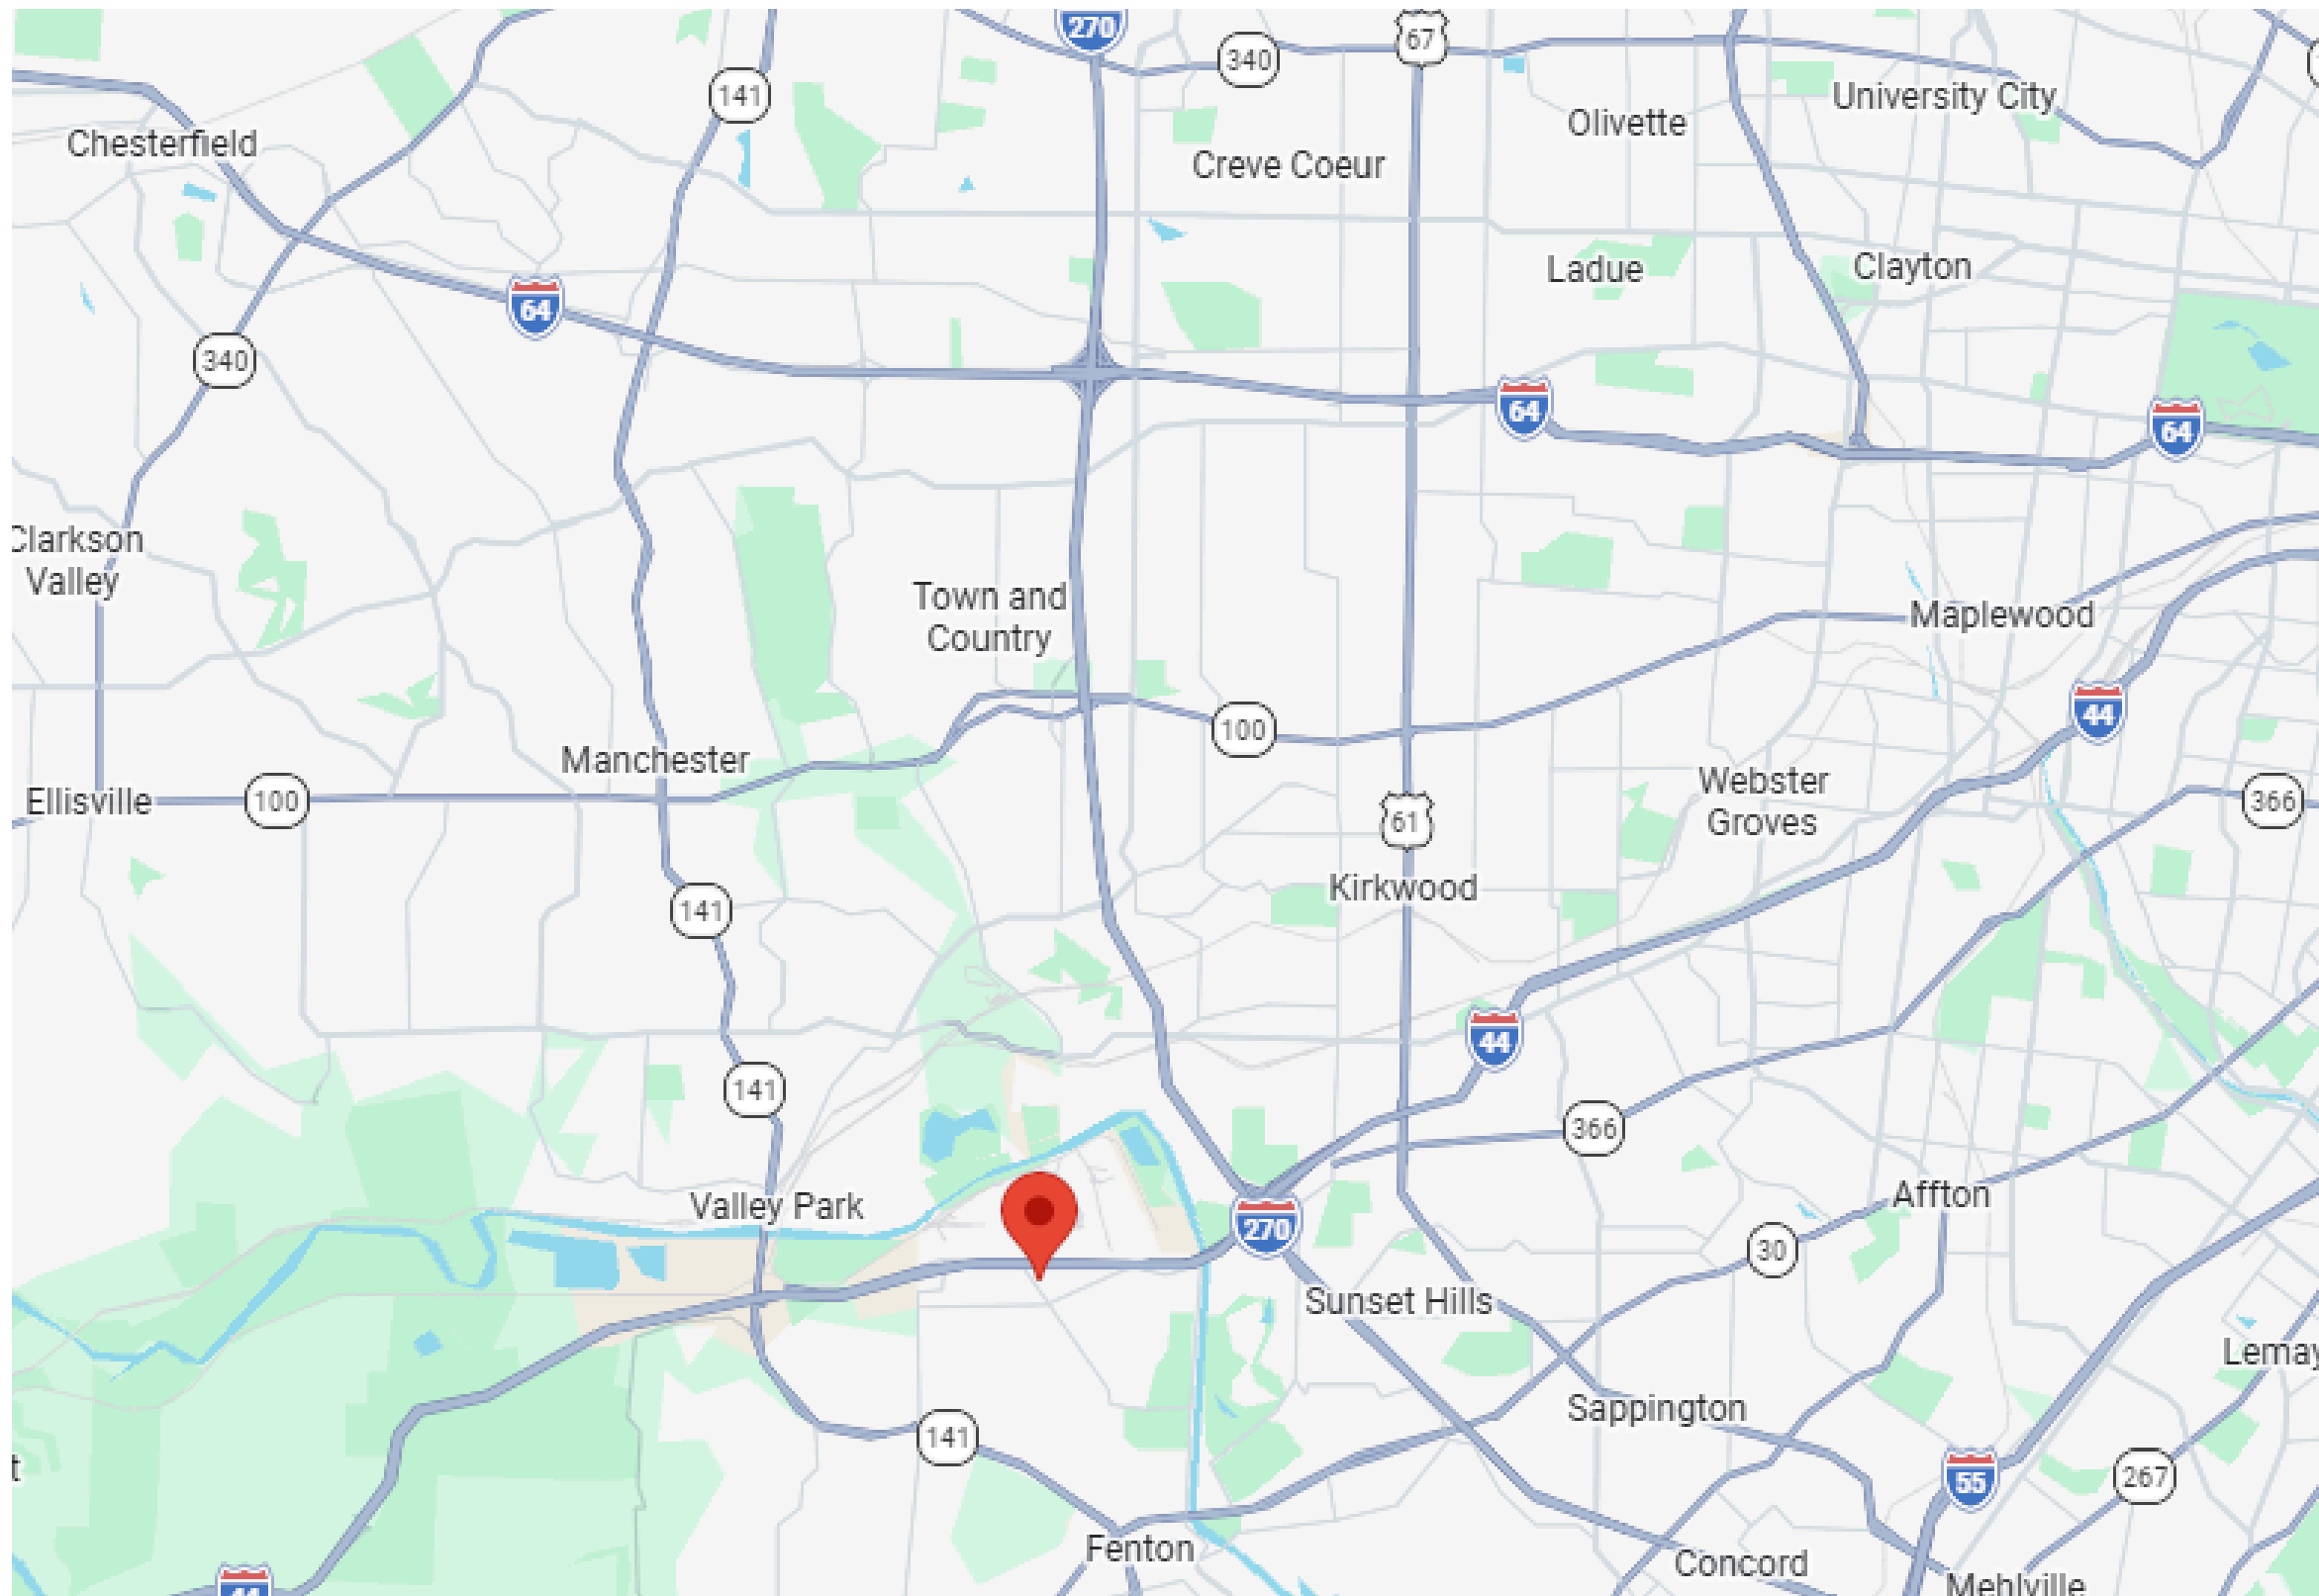 270
67
340
141
University City
Olivette
Chesterfield
Creve Coeur
Ladue
Clayton
64
340
64
64
Clarkson
Valley
Town and
Country
Maplewood
44
100
Manchester
Webster
Groves
Ellisville
100
366
61
Kirkwood
141
44
141
366
Valley Park
Affton
270
30
Sunset Hills
Lemay
Sappington
141
t
55
267
Fenton
Concord
Mehlville
44